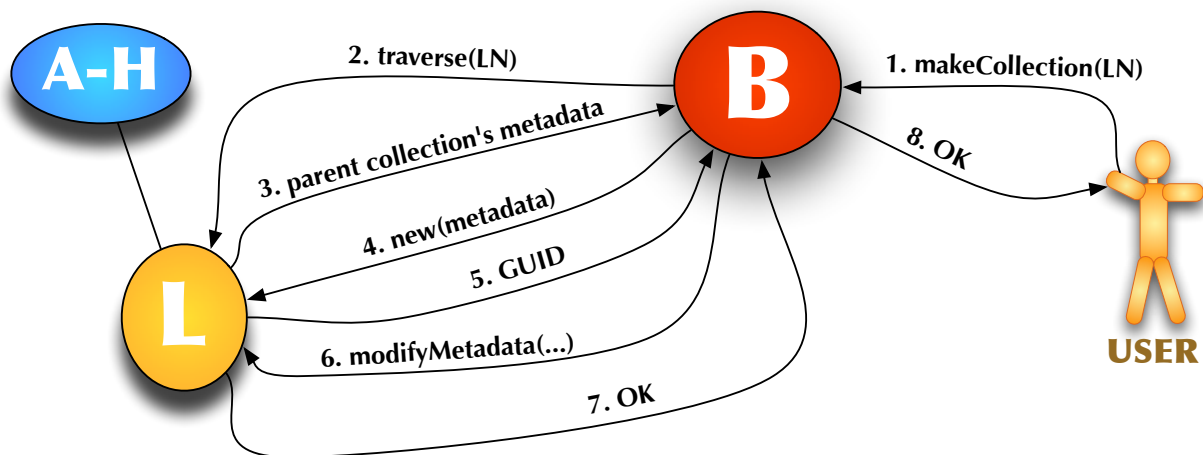 A-H
B
2. traverse(LN)
1. makeCollection(LN)
3. parent collection's metadata
8. OK
4. new(metadata)
5. GUID
L
6. modifyMetadata(...)
USER
7. OK